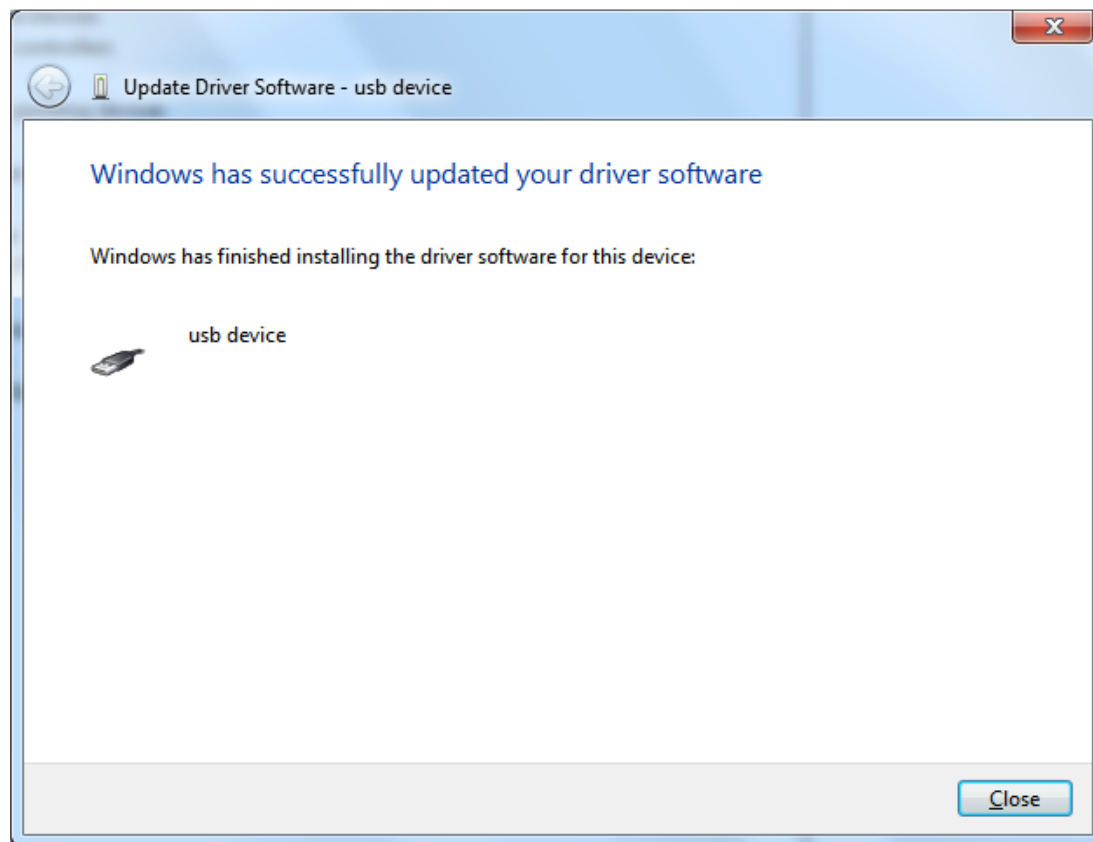 Update Driver Software - usb device
Windows has successfully updated your driver software
Windows has finished installing the driver software for this device:
usb device
Close